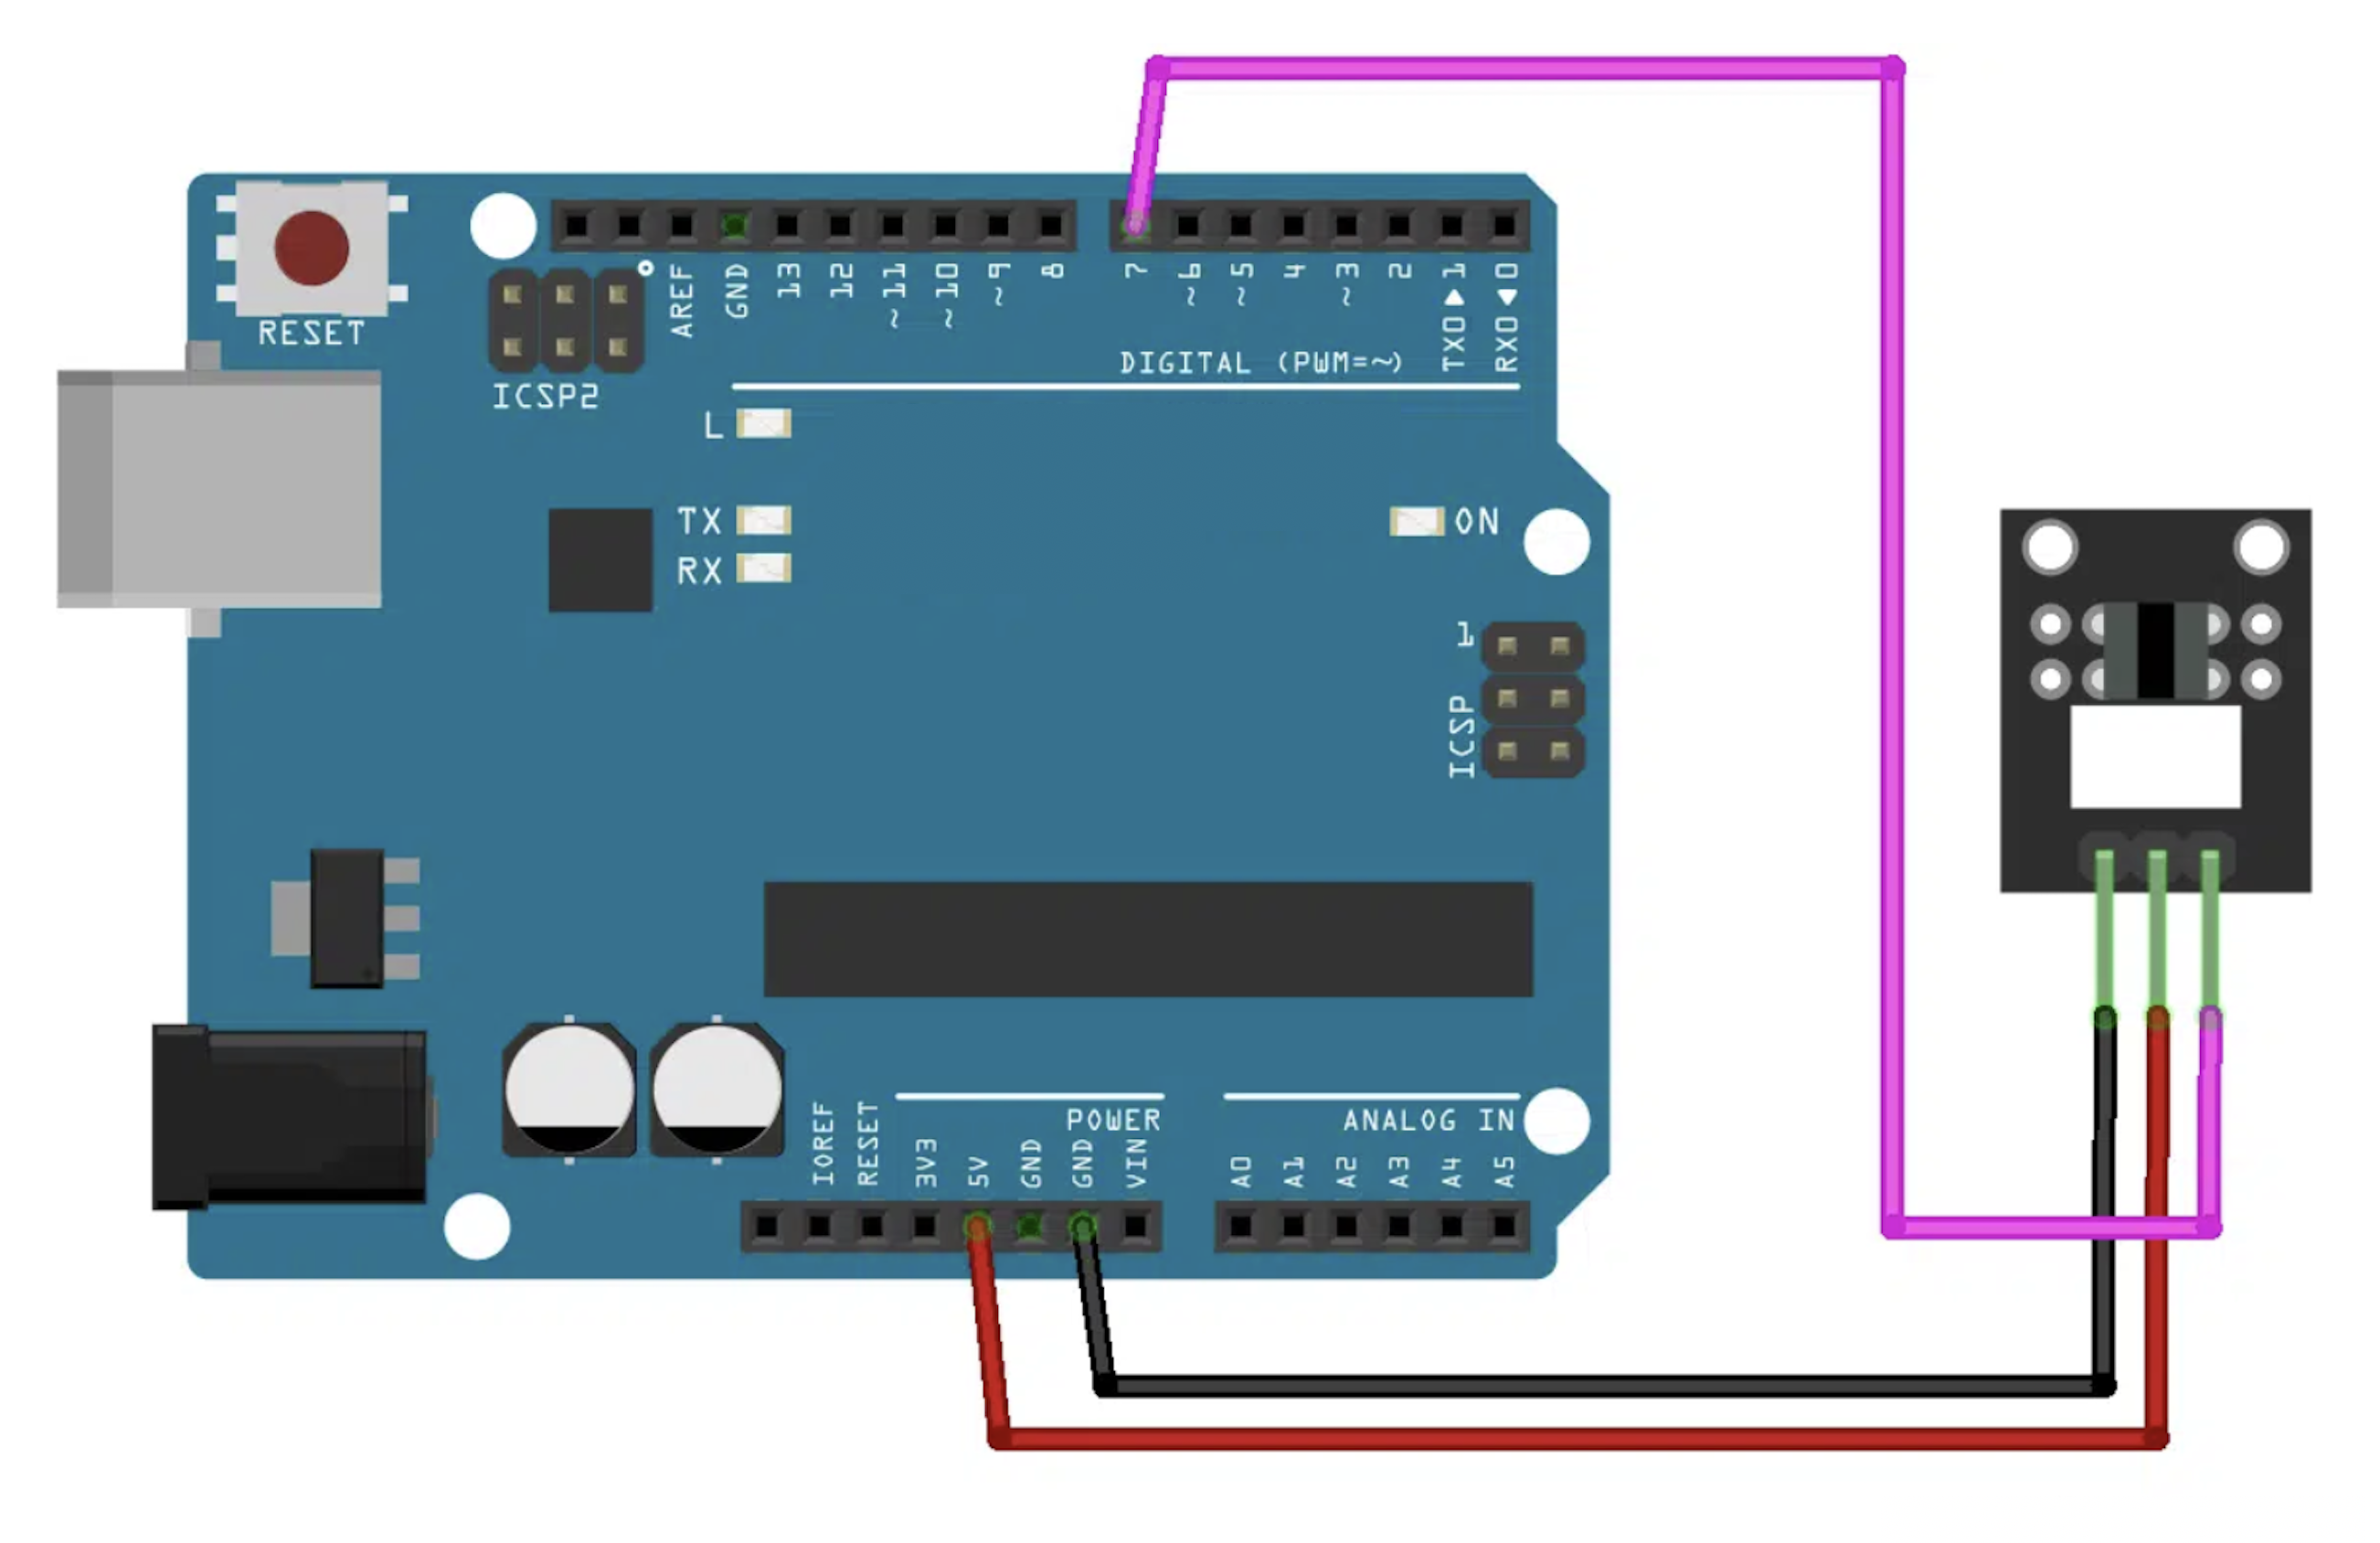 RESET
ICSP2
AREF
GND
13
12
~11
~10
~9
8
7
~6
~5
4
~3
2
TX0▶1
RX0◀0
DIGITAL (PWM=~)
L
TX
RX
ON
1
ICSP
POWER
ANALOG IN
IOREF
RESET
3V3
5V
GND
GND
VIN
A0
A1
A2
A3
A4
A5